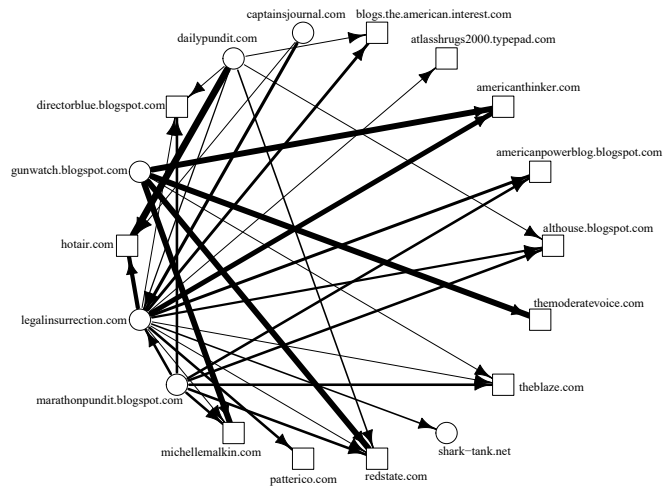 captainsjournal.com
blogs.the.american.interest.com
dailypundit.com
atlasshrugs2000.typepad.com
americanthinker.com
directorblue.blogspot.com
americanpowerblog.blogspot.com
gunwatch.blogspot.com
althouse.blogspot.com
hotair.com
themoderatevoice.com
legalinsurrection.com
theblaze.com
marathonpundit.blogspot.com
shark−tank.net
michellemalkin.com
redstate.com
patterico.com